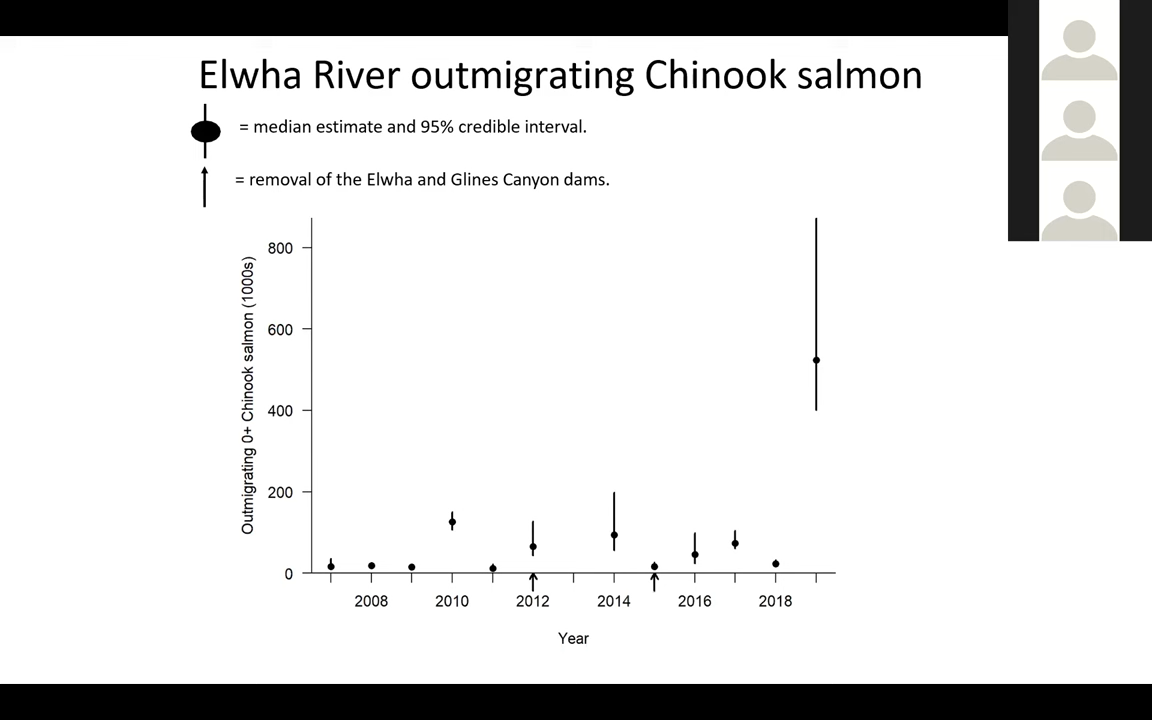 Elwha River outmigrating Chinook salmon
= median estimate and 95% credible interval.
= removal of the Elwha and Glines Canyon dams.
Outmigrating 0+ Chinook salmon (1000s)
800
600
400
200
0
2008
2010
2012
2014
2016
2018
Year